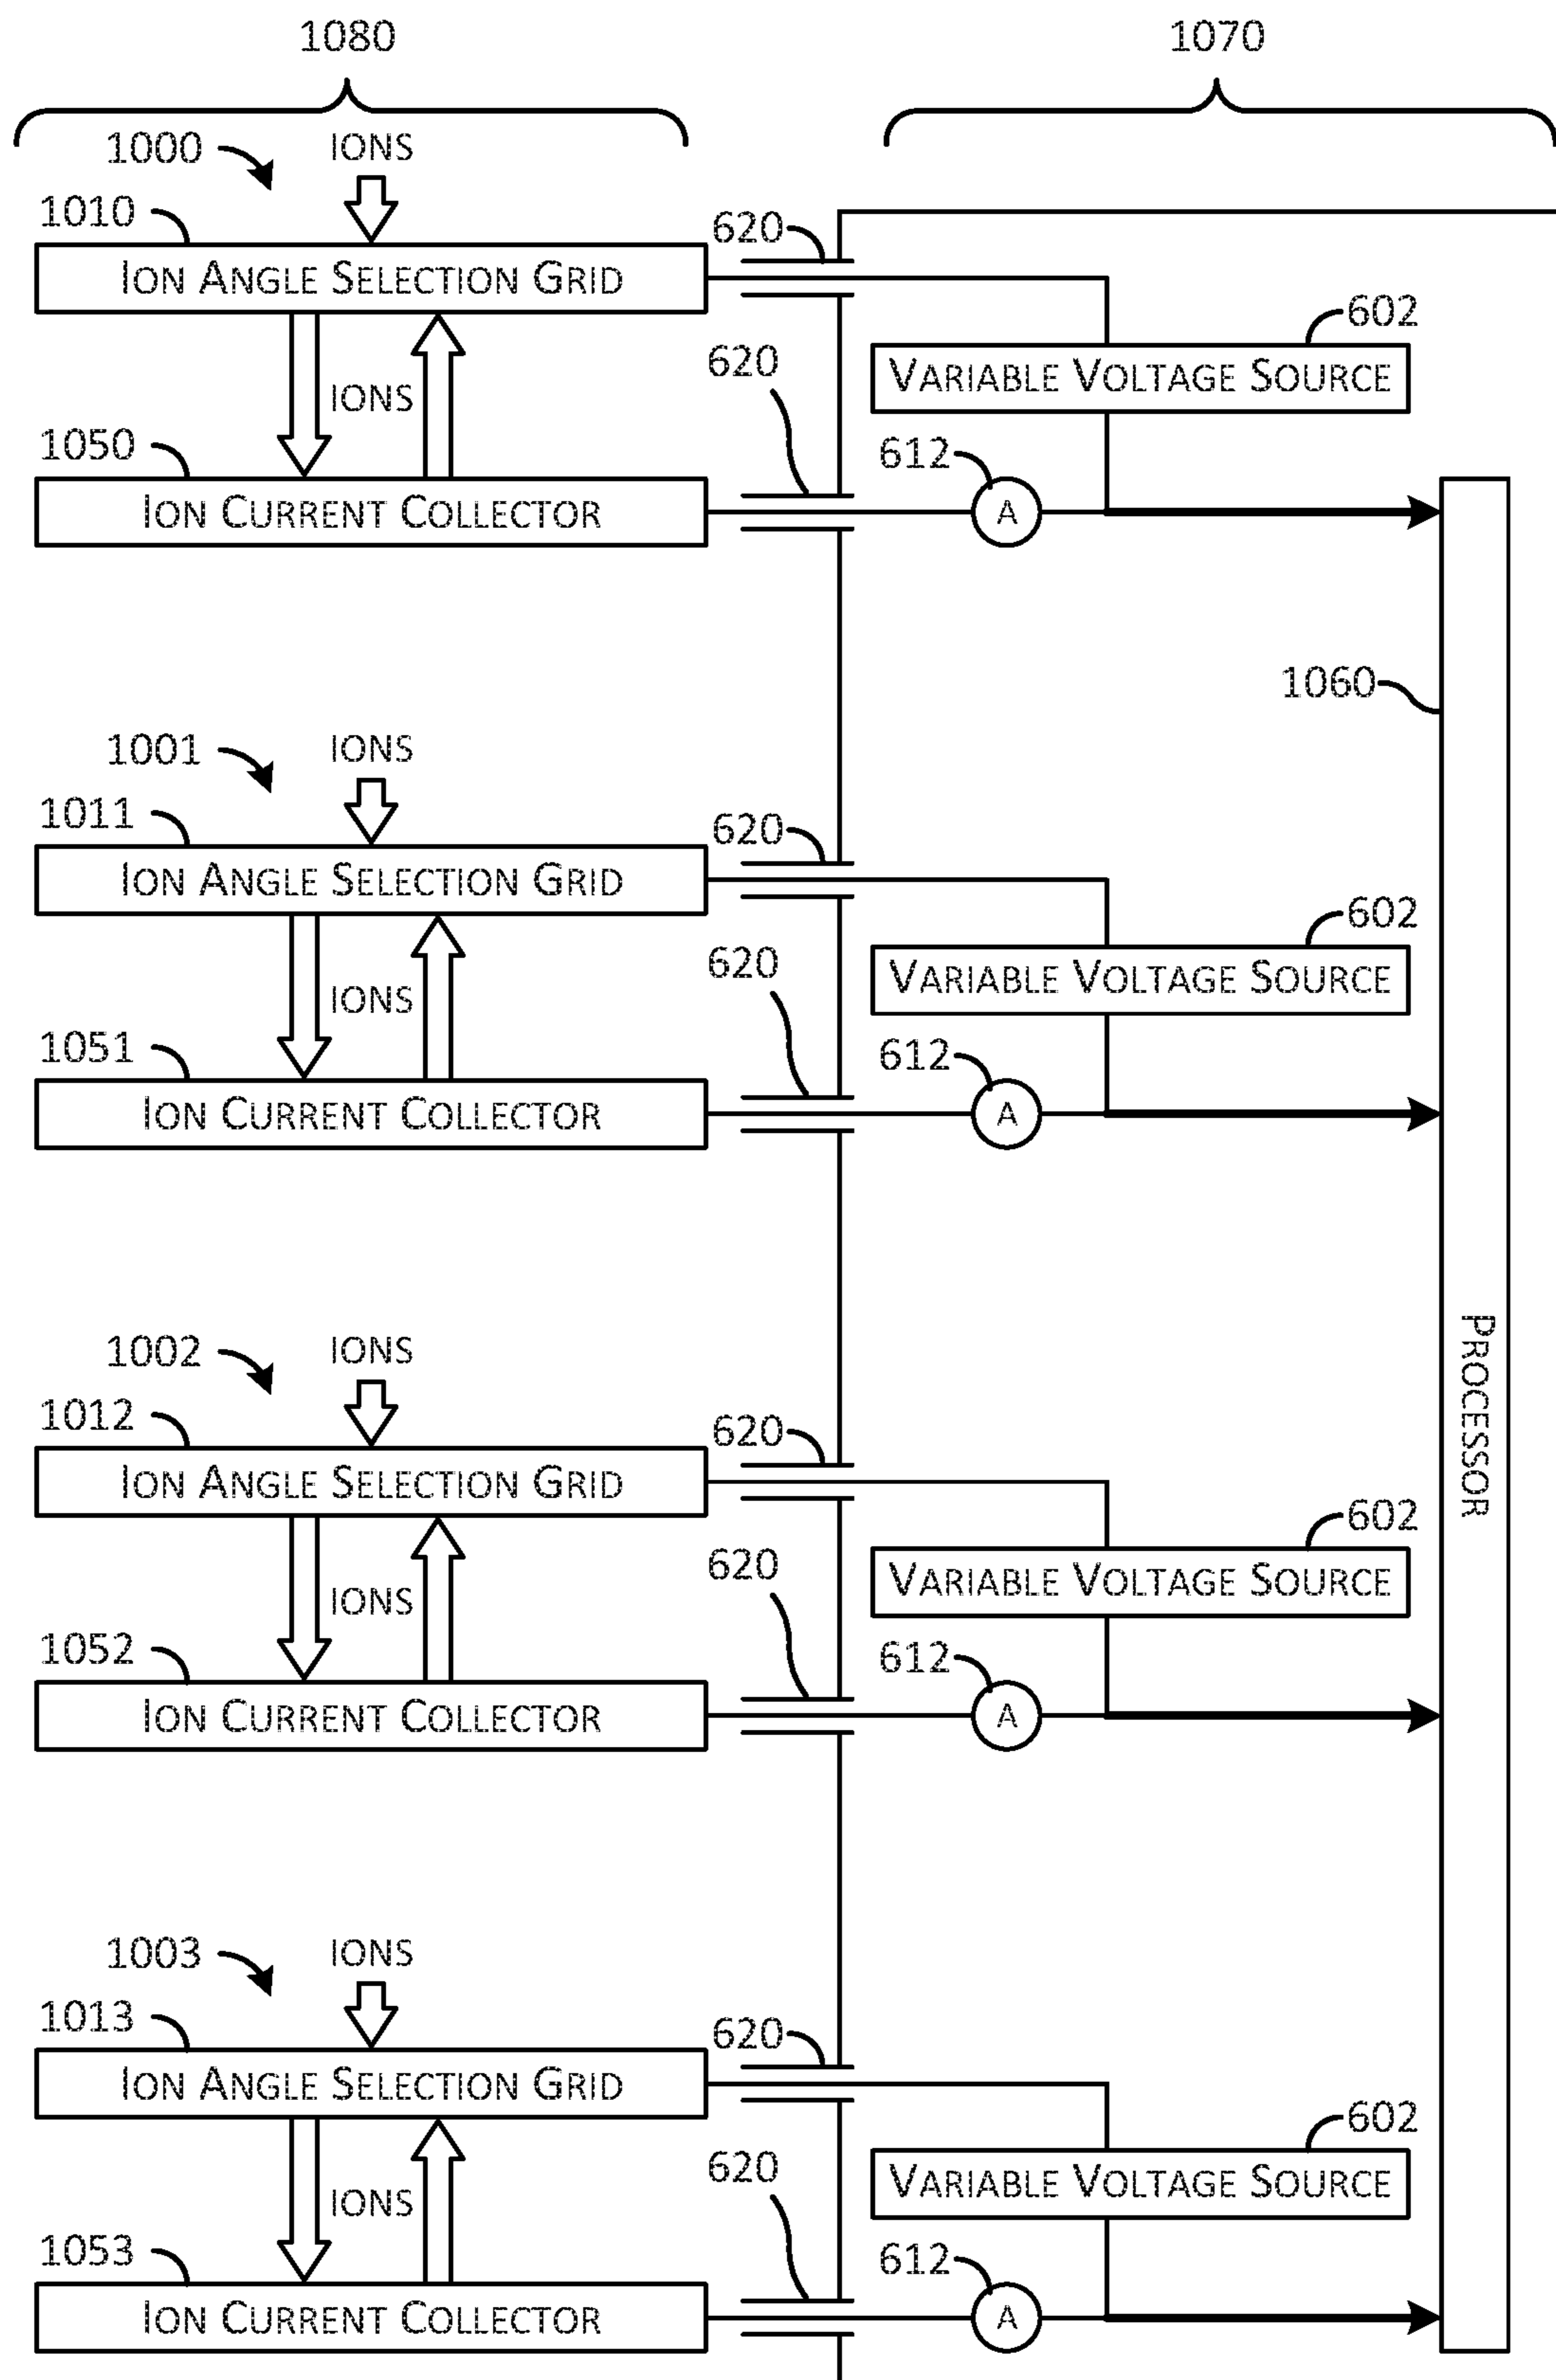 1080 1070
1000 IONS
1010 620
ION ANGLE SELECTION GRID
602
620 VARIABLE VOLTAGE SOURCE
IONS
1050 612
ION CURRENT COLLECTOR A
1060
1001 IONS
1011 620
ION ANGLE SELECTION GRID
602
620 VARIABLE VOLTAGE SOURCE
IONS
1051 612
ION CURRENT COLLECTOR A
PROCESSOR
1002 IONS
1012 620
ION ANGLE SELECTION GRID
602
620 VARIABLE VOLTAGE SOURCE
IONS
1052 612
ION CURRENT COLLECTOR A
1003 IONS
1013 620
ION ANGLE SELECTION GRID
602
620 VARIABLE VOLTAGE SOURCE
IONS
1053 612
ION CURRENT COLLECTOR A